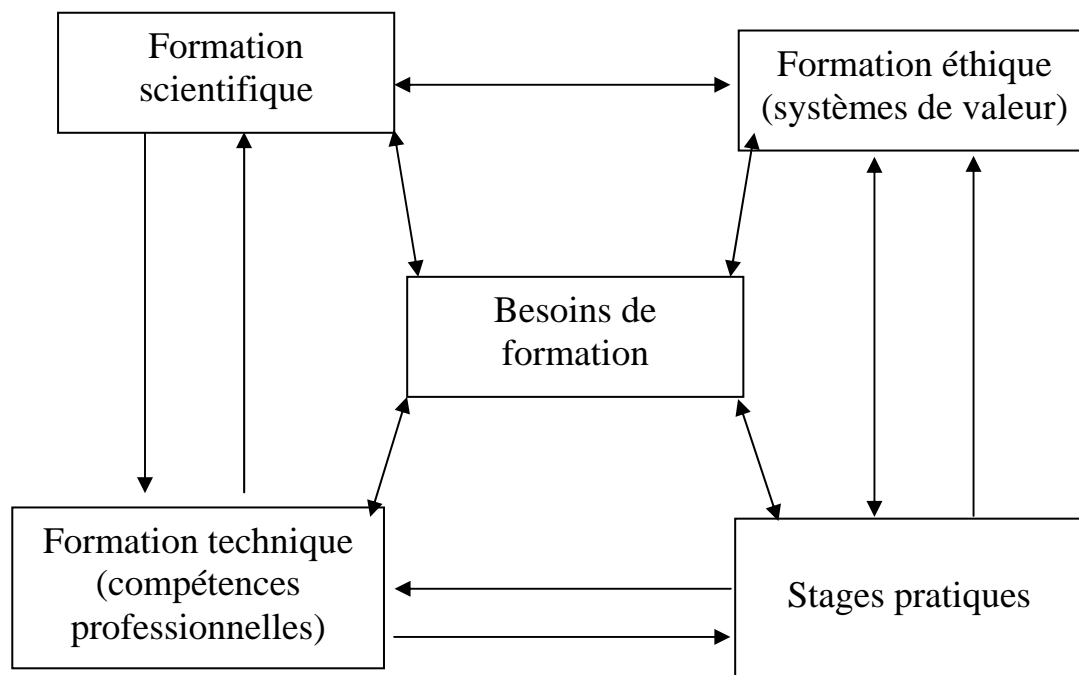 Formation
scientifique
Formation éthique
(systèmes de valeur)
Besoins de
formation
Formation technique
(compétences
professionnelles)
Stages pratiques